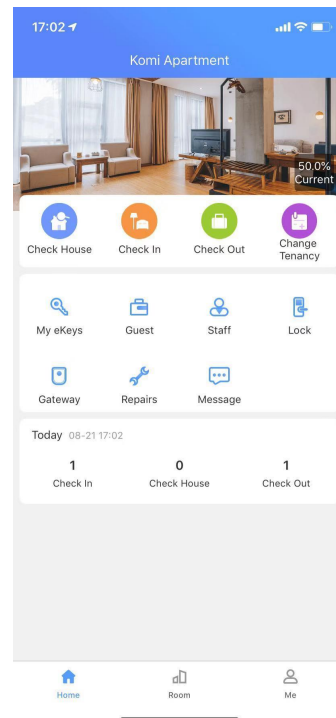 17:02
Komi Apartment
50.0%
Current
Check House
Check In
Check Out
Change
Tenancy
My eKeys
Guest
Staff
Lock
Gateway
Repairs
Message
Today 08-21 17:02
1
0
1
Check In
Check House
Check Out
Home
Room
Me